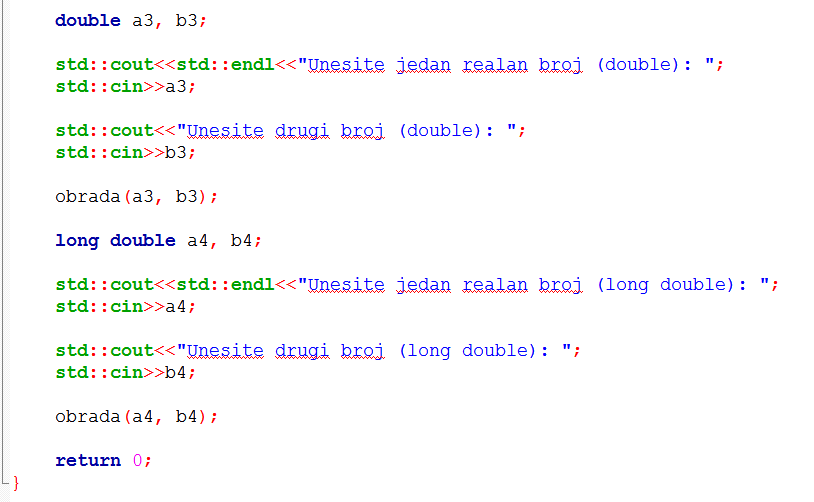 double a3, b3;
std::cout<<std::endl<<"Unesite jedan realan broj (double): ";
std::cin>>a3;
std::cout<<"Unesite drugi broj (double): ";
std::cin>>b3;
obrada(a3, b3);
long double a4, b4;
std::cout<<std::endl<<"Unesite jedan realan broj (long double): ";
std::cin>>a4;
std::cout<<"Unesite drugi broj (long double): ";
std::cin>>b4;
obrada(a4, b4);
return 0;
}